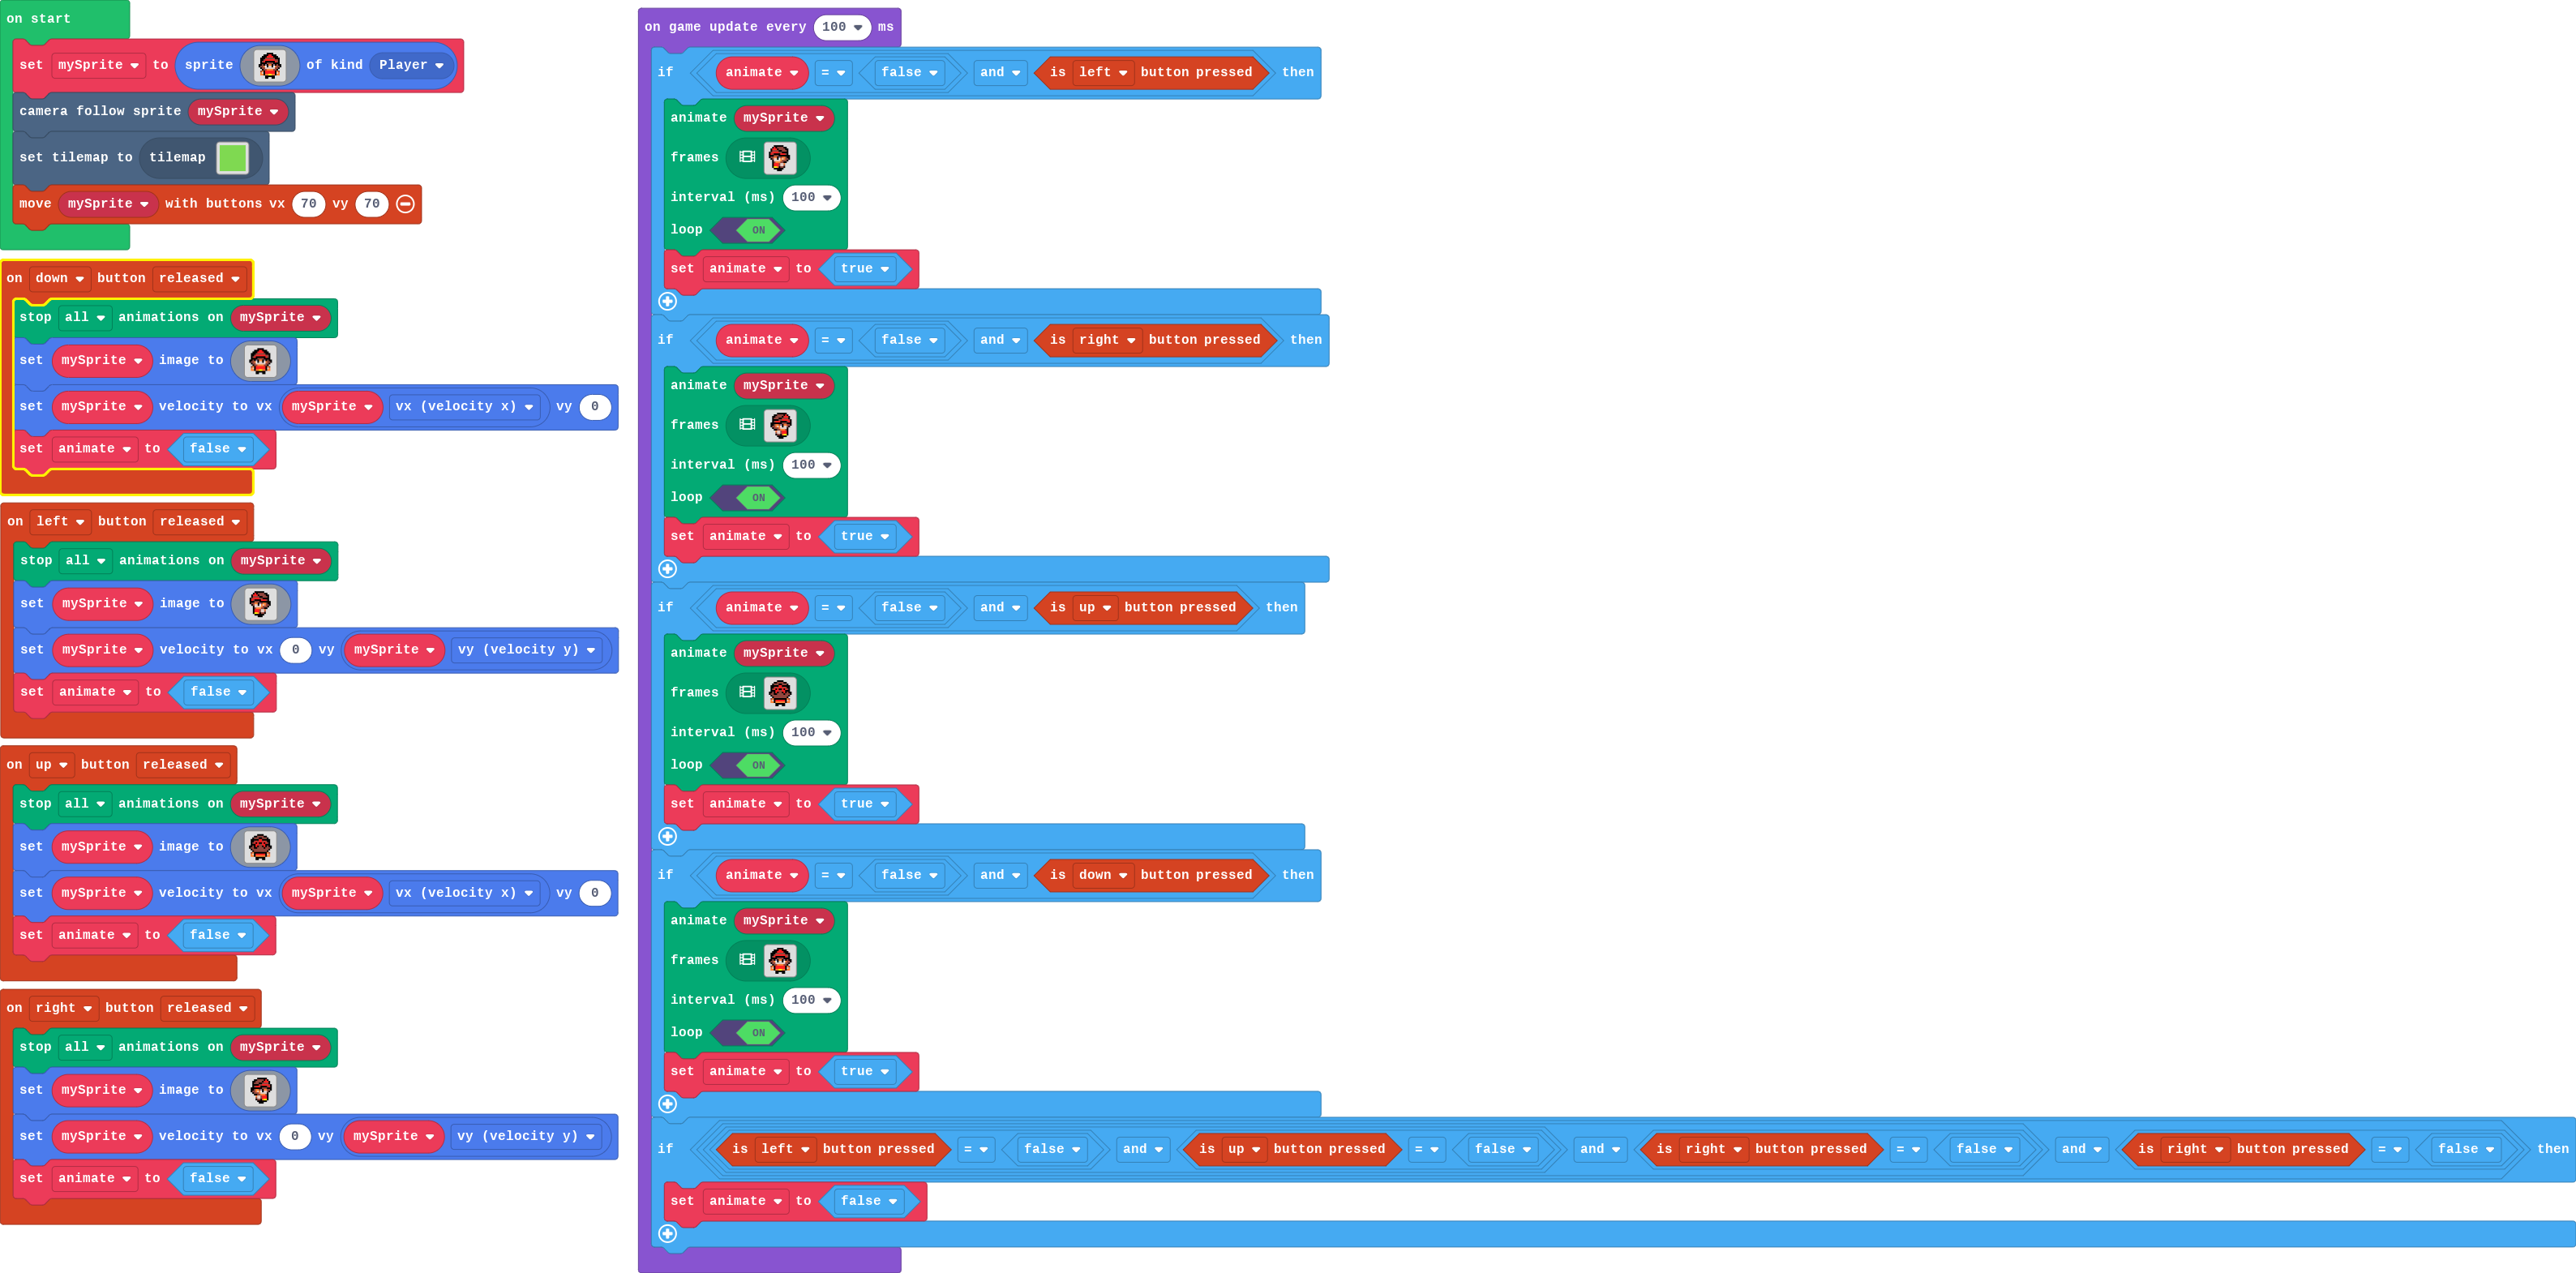 on start
set mySprite to sprite of kind Player
camera follow sprite mySprite
set tilemap to tilemap
move mySprite with buttons vx 70 vy 70
on down button released
stop all animations on mySprite
set mySprite image to
set mySprite velocity to vx mySprite vx (velocity x) vy 0
set animate to false
on left button released
stop all animations on mySprite
set mySprite image to
set mySprite velocity to vx 0 vy mySprite vy (velocity y)
set animate to false
on up button released
stop all animations on mySprite
set mySprite image to
set mySprite velocity to vx mySprite vx (velocity x) vy 0
set animate to false
on right button released
stop all animations on mySprite
set mySprite image to
set mySprite velocity to vx 0 vy mySprite vy (velocity y)
set animate to false
on game update every 100 ms
if animate = false and is left button pressed then
animate mySprite
frames
interval (ms) 100
loop ON
set animate to true
if animate = false and is right button pressed then
animate mySprite
frames
interval (ms) 100
loop ON
set animate to true
if animate = false and is up button pressed then
animate mySprite
frames
interval (ms) 100
loop ON
set animate to true
if animate = false and is down button pressed then
animate mySprite
frames
interval (ms) 100
loop ON
set animate to true
if is left button pressed = false and is up button pressed = false and is right button pressed = false and is right button pressed = false then
set animate to false